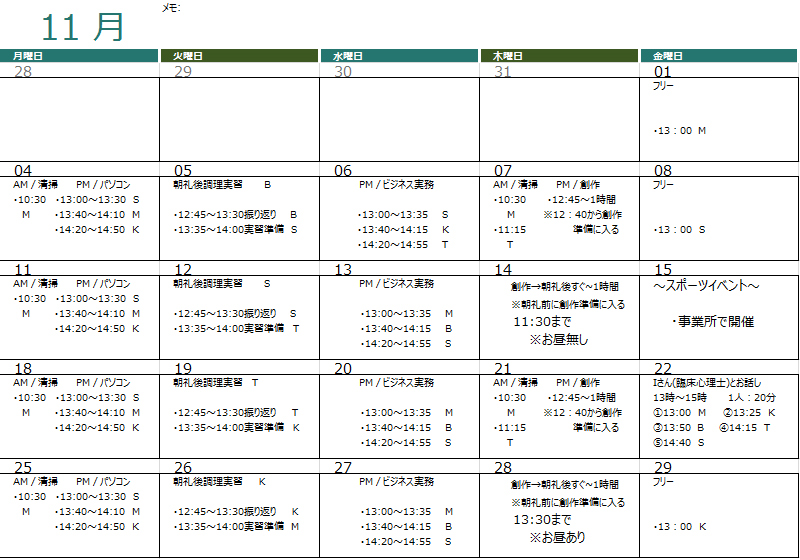 11 月
メモ:
月曜日 火曜日 水曜日 木曜日 金曜日
28 29 30 31 01
フリー
・13：00 M
04 05 06 07 08
AM / 清掃 PM / パソコン
・10:30 ・13:00～13:30 S
M ・13:40～14:10 M
・14:20～14:50 K
朝礼後調理実習 B
・12:45～13:30振り返り B
・13:35～14:00実習準備 S
PM / ビジネス実務
・13:00～13:35 S
・13:40～14:15 K
・14:20～14:55 T
AM / 清掃 PM / 創作
・10:30 ・12:45～1時間
M ※12：40から創作
・11:15 準備に入る
T
フリー
・13：00 S
11 12 13 14 15
AM / 清掃 PM / パソコン
・10:30 ・13:00～13:30 S
M ・13:40～14:10 M
・14:20～14:50 K
朝礼後調理実習 S
・12:45～13:30振り返り S
・13:35～14:00実習準備 T
PM / ビジネス実務
・13:00～13:35 M
・13:40～14:15 B
・14:20～14:55 S
創作→朝礼後すぐ~1時間
※朝礼前に創作準備に入る
11:30まで
※お昼無し
～スポーツイベント～
・事業所で開催
18 19 20 21 22
AM / 清掃 PM / パソコン
・10:30 ・13:00～13:30 S
M ・13:40～14:10 M
・14:20～14:50 K
朝礼後調理実習 T
・12:45～13:30振り返り T
・13:35～14:00実習準備 K
PM / ビジネス実務
・13:00～13:35 M
・13:40～14:15 B
・14:20～14:55 S
AM / 清掃 PM / 創作
・10:30 ・12:45～1時間
M ※12：40から創作
・11:15 準備に入る
T
Iさん(臨床心理士)とお話し
13時～15時 1人：20分
①13:00 M ②13:25 K
③13:50 B ④14:15 T
⑤14:40 S
25 26 27 28 29
AM / 清掃 PM / パソコン
・10:30 ・13:00～13:30 S
M ・13:40～14:10 M
・14:20～14:50 K
朝礼後調理実習 K
・12:45～13:30振り返り K
・13:35～14:00実習準備 M
PM / ビジネス実務
・13:00～13:35 M
・13:40～14:15 B
・14:20～14:55 S
創作→朝礼後すぐ~1時間
※朝礼前に創作準備に入る
13:30まで
※お昼あり
フリー
・13：00 K